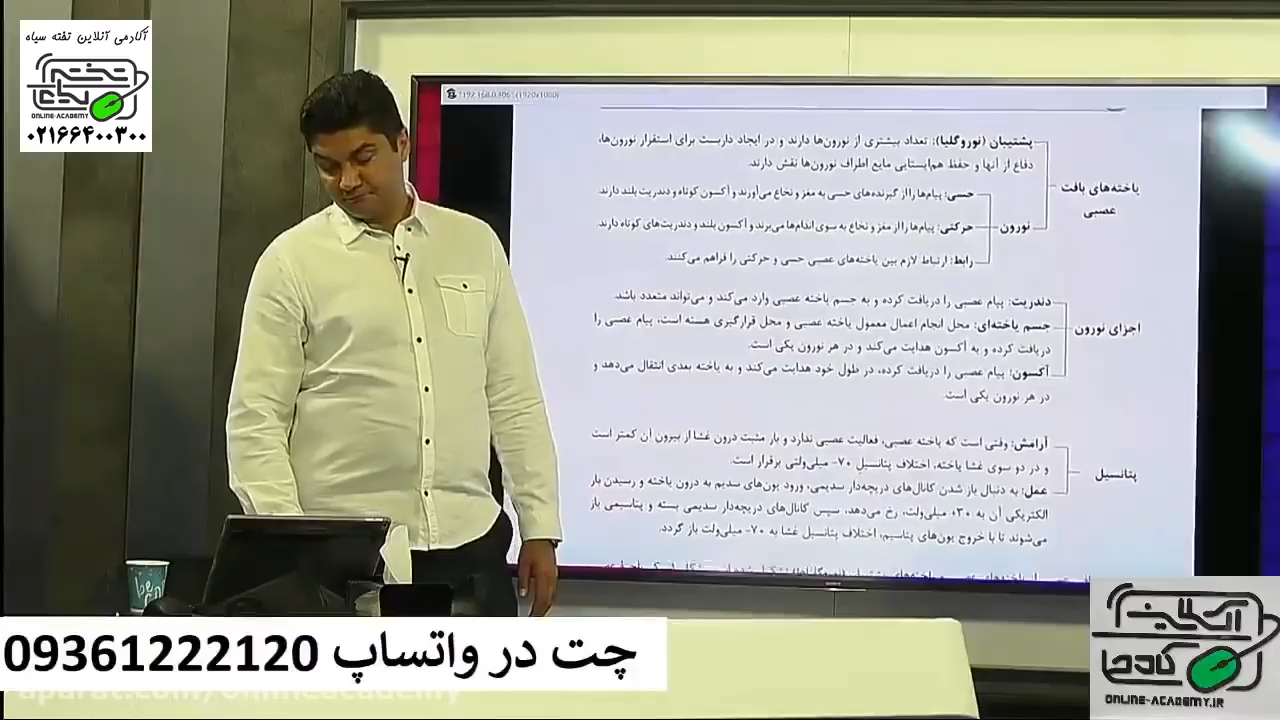 آکادمی آنلاین تخته سیاه
ONLINE-ACADEMY
۰۲۱۶۶۴۰۰۳۰۰
یاخته‌های بافت
عصبی
پشتیبان (نوروگلیا): تعداد بیشتری از نورون‌ها دارند و در ایجاد داربست برای استقرار نورون‌ها،
دفاع از آنها و حفظ هم‌ایستایی مایع اطراف نورون‌ها نقش دارند.
نورون
حسی: پیام‌ها را از گیرنده‌های حسی به مغز و نخاع می‌آورند و آکسون کوتاه و دندریت بلند دارند.
حرکتی: پیام‌ها را از مغز و نخاع به سوی اندام‌ها می‌برند و آکسون بلند و دندریت‌های کوتاه دارند.
رابط: ارتباط لازم بین یاخته‌های عصبی حسی و حرکتی را فراهم می‌کنند.
اجزای نورون
دندریت: پیام عصبی را دریافت کرده و به جسم یاخته عصبی وارد می‌کند و می‌تواند متعدد باشد.
جسم یاخته‌ای: محل انجام اعمال معمول یاخته عصبی و محل قرارگیری هسته است، پیام عصبی را
دریافت کرده و به آکسون هدایت می‌کند و در هر نورون یکی است.
آکسون: پیام عصبی را دریافت کرده، در طول خود هدایت می‌کند و به یاخته بعدی انتقال می‌دهد و
در هر نورون یکی است.
پتانسیل
آرامش: وقتی است که یاخته عصبی، فعالیت عصبی ندارد و بار مثبت درون غشا از بیرون آن کمتر است
و در دو سوی غشا یاخته، اختلاف پتانسیل ۷۰- میلی‌ولتی برقرار است.
عمل: به دنبال باز شدن کانال‌های دریچه‌دار سدیمی، ورود یون‌های سدیم به درون یاخته و رسیدن بار
الکتریکی آن به ۳۰+ میلی‌ولت، رخ می‌دهد، سپس کانال‌های دریچه‌دار سدیمی بسته و پتاسیمی باز
می‌شوند تا با خروج یون‌های پتاسیم، اختلاف پتانسیل غشا به ۷۰- میلی‌ولت باز گردد.
چت در واتساپ 09361222120
aparat.com/onlineacademy
ONLINE-ACADEMY.IR